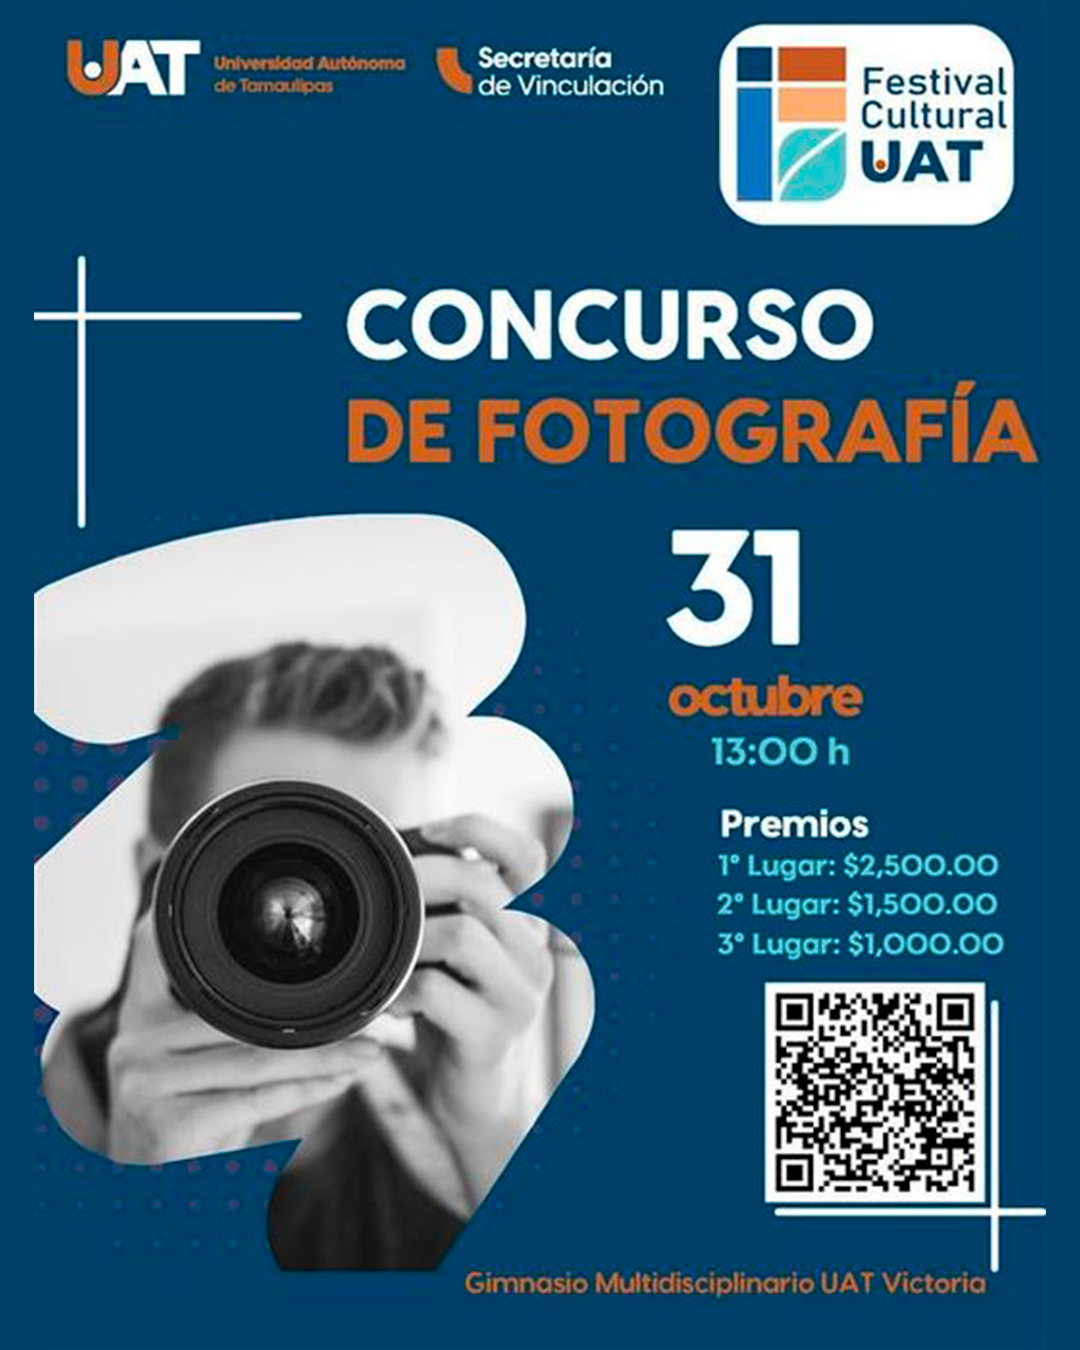 UAT
Universidad Autónoma
de Tamaulipas
Secretaría
de Vinculación
Festival
Cultural
UAT
CONCURSO
DE FOTOGRAFÍA
31
octubre
13:00 h
Premios
1° Lugar: $2,500.00
2° Lugar: $1,500.00
3° Lugar: $1,000.00
Gimnasio Multidisciplinario UAT Victoria